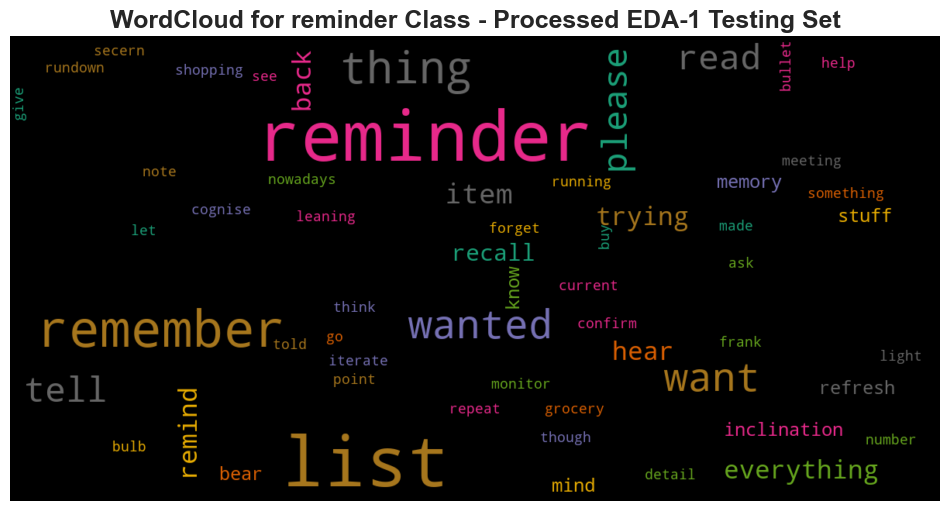 WordCloud for reminder Class - Processed EDA-1 Testing Set
secern
rundown
shopping
see
back
thing
please
read
bullet
help
give
reminder
note
nowadays
item
running
memory
meeting
something
cognise
leaning
let
forget
trying
buy
made
stuff
recall
know
ask
current
think
remember
told
go
wanted
confirm
hear
frank
light
iterate
point
tell
monitor
want
refresh
remind
repeat
grocery
bulb
list
though
inclination
number
bear
mind
detail
everything